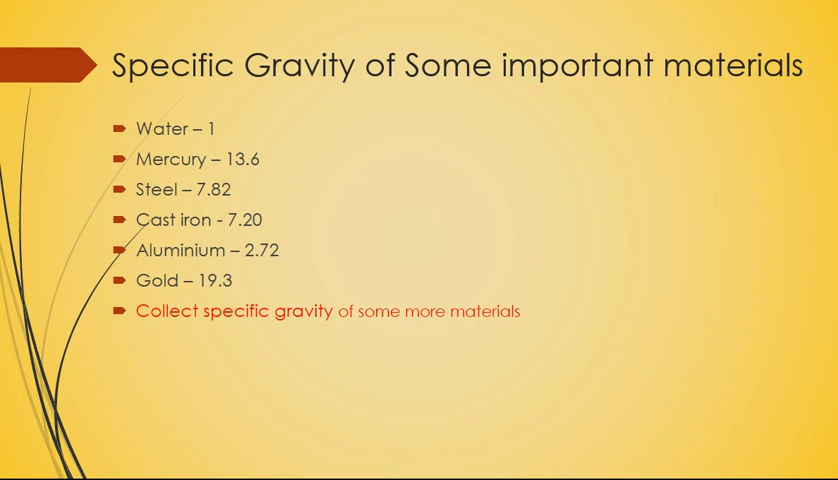 Specific Gravity of Some important materials
Water – 1
Mercury – 13.6
Steel – 7.82
Cast iron - 7.20
Aluminium – 2.72
Gold – 19.3
Collect specific gravity of some more materials